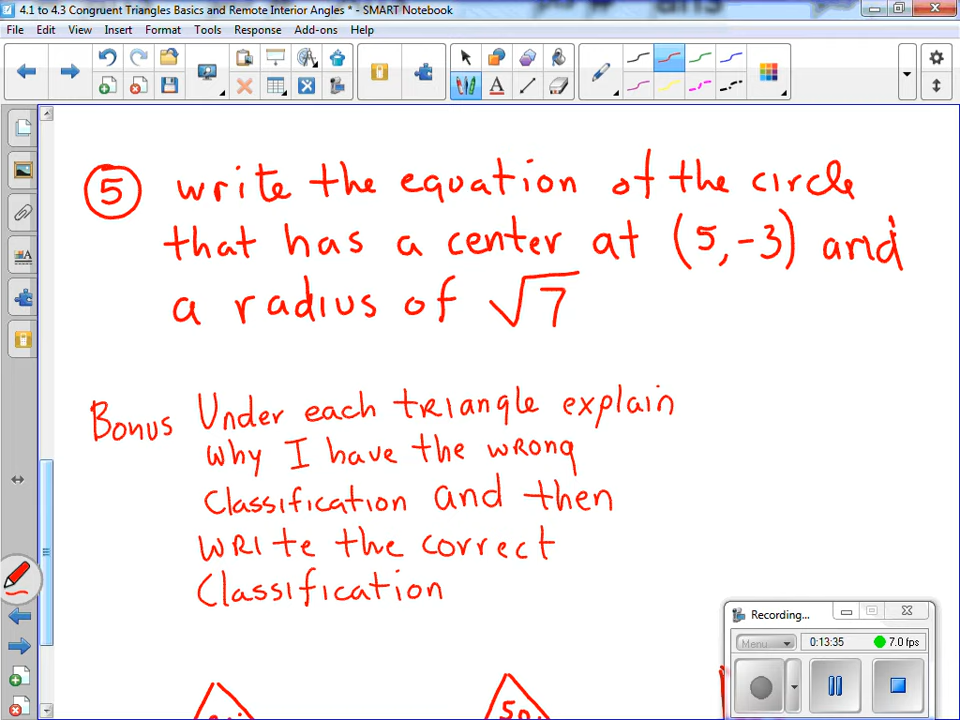 4.1 to 4.3 Congruent Triangles Basics and Remote Interior Angles * - SMART Notebook
File Edit View Insert Format Tools Response Add-ons Help
5 write the equation of the circle
that has a center at (5, -3) and
a radius of √7
Bonus Under each triangle explain
why I have the wrong
classification and then
write the correct
classification
Recording...
Menu 0:13:35 7.0 fps
50